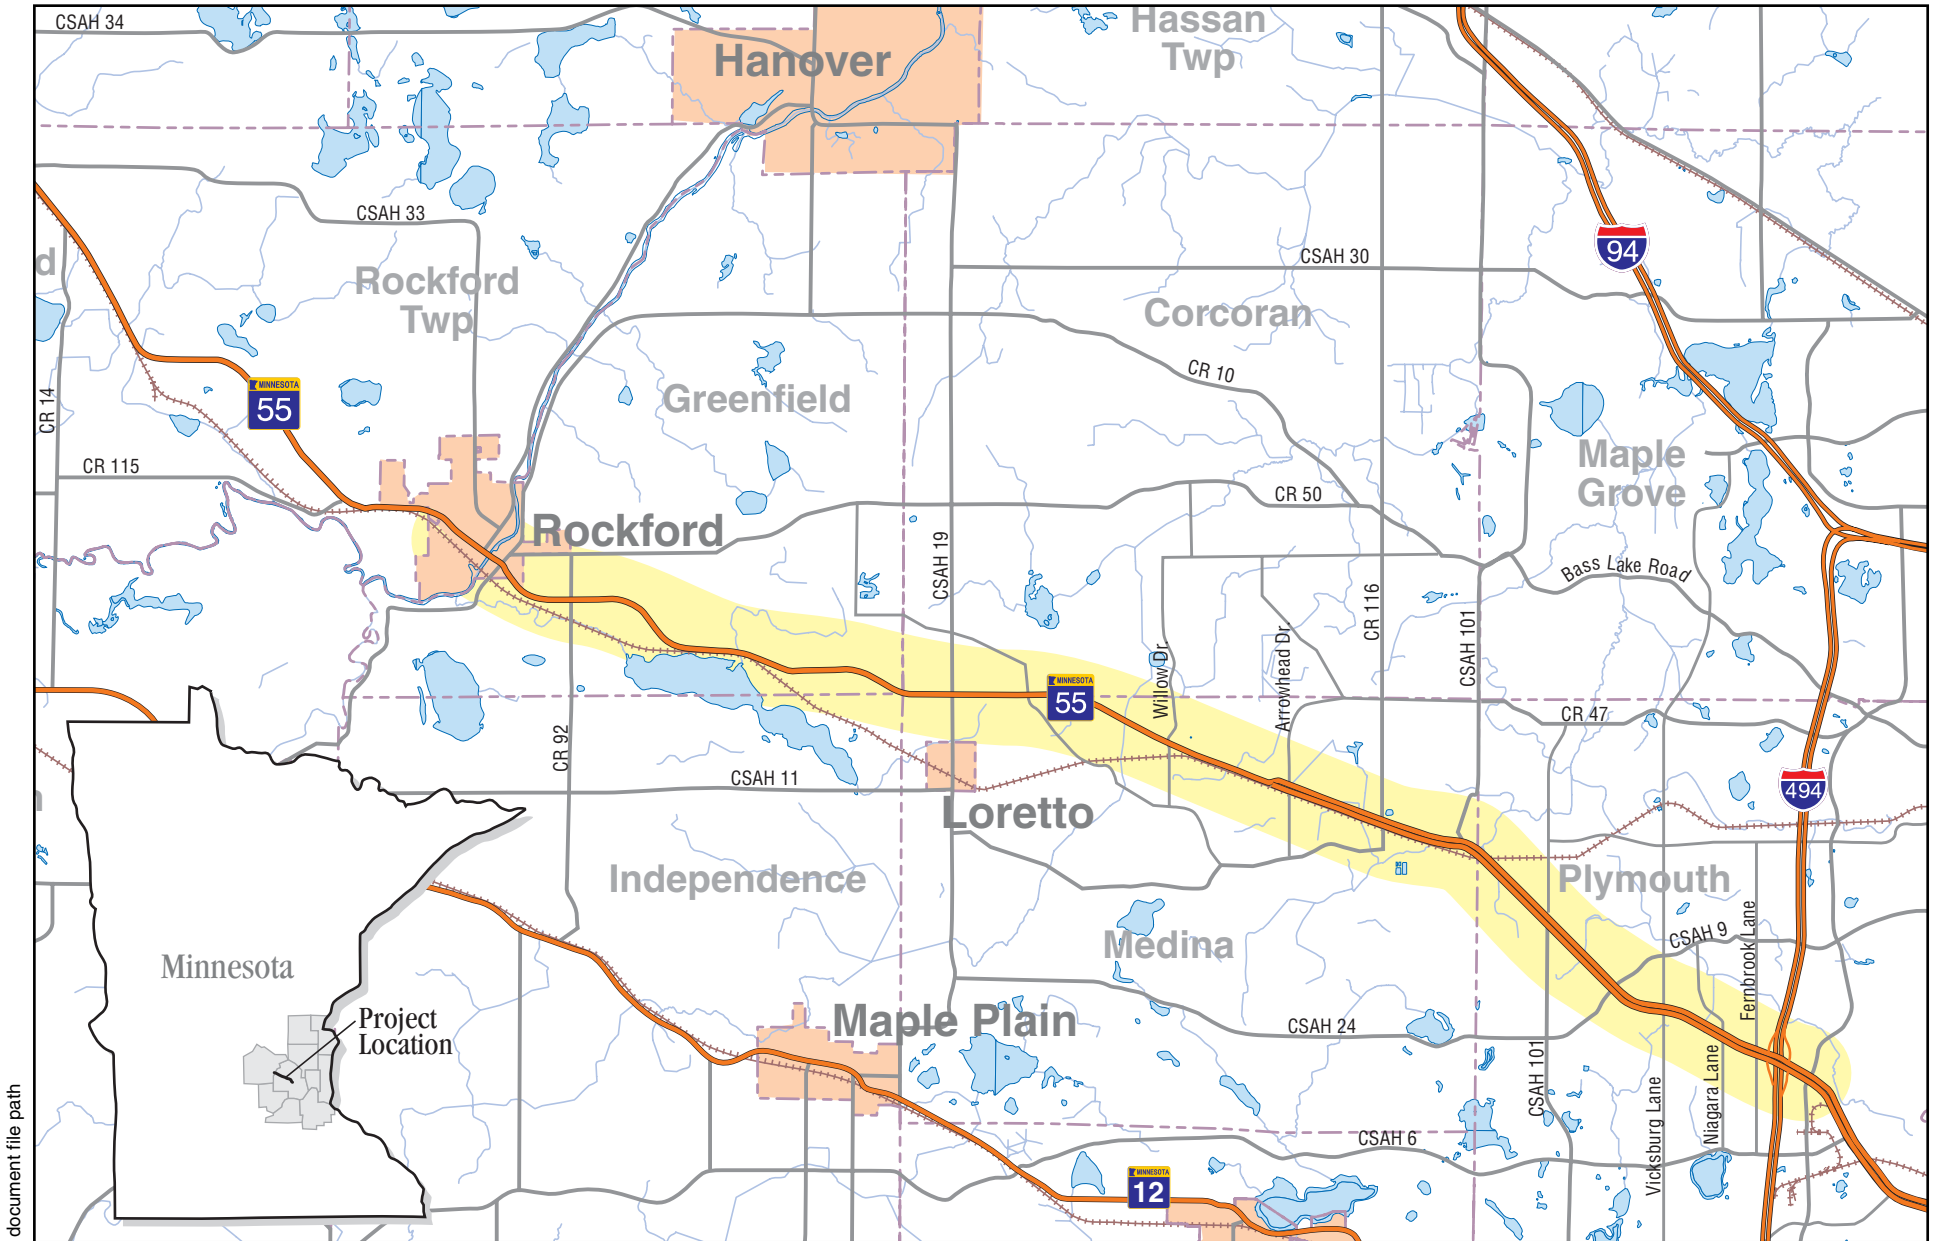 CSAH 34
Hanover
Hassan
Twp
CSAH 33
94
d
Rockford
Twp
CSAH 30
Corcoran
CR 10
MINNESOTA
55
CR 14
Greenfield
Maple
Grove
CR 115
CR 50
Rockford
CSAH 19
Bass Lake Road
CR 116
CSAH 101
Willow Dr.
Arrowhead Dr.
MINNESOTA
55
CR 47
CR 92
CSAH 11
494
Loretto
Independence
Plymouth
Medina
CSAH 9
Fernbrook Lane
Minnesota
Project
Location
Maple Plain
CSAH 24
CSAH 101
Niagara Lane
Vicksburg Lane
CSAH 6
MINNESOTA
12
document file path